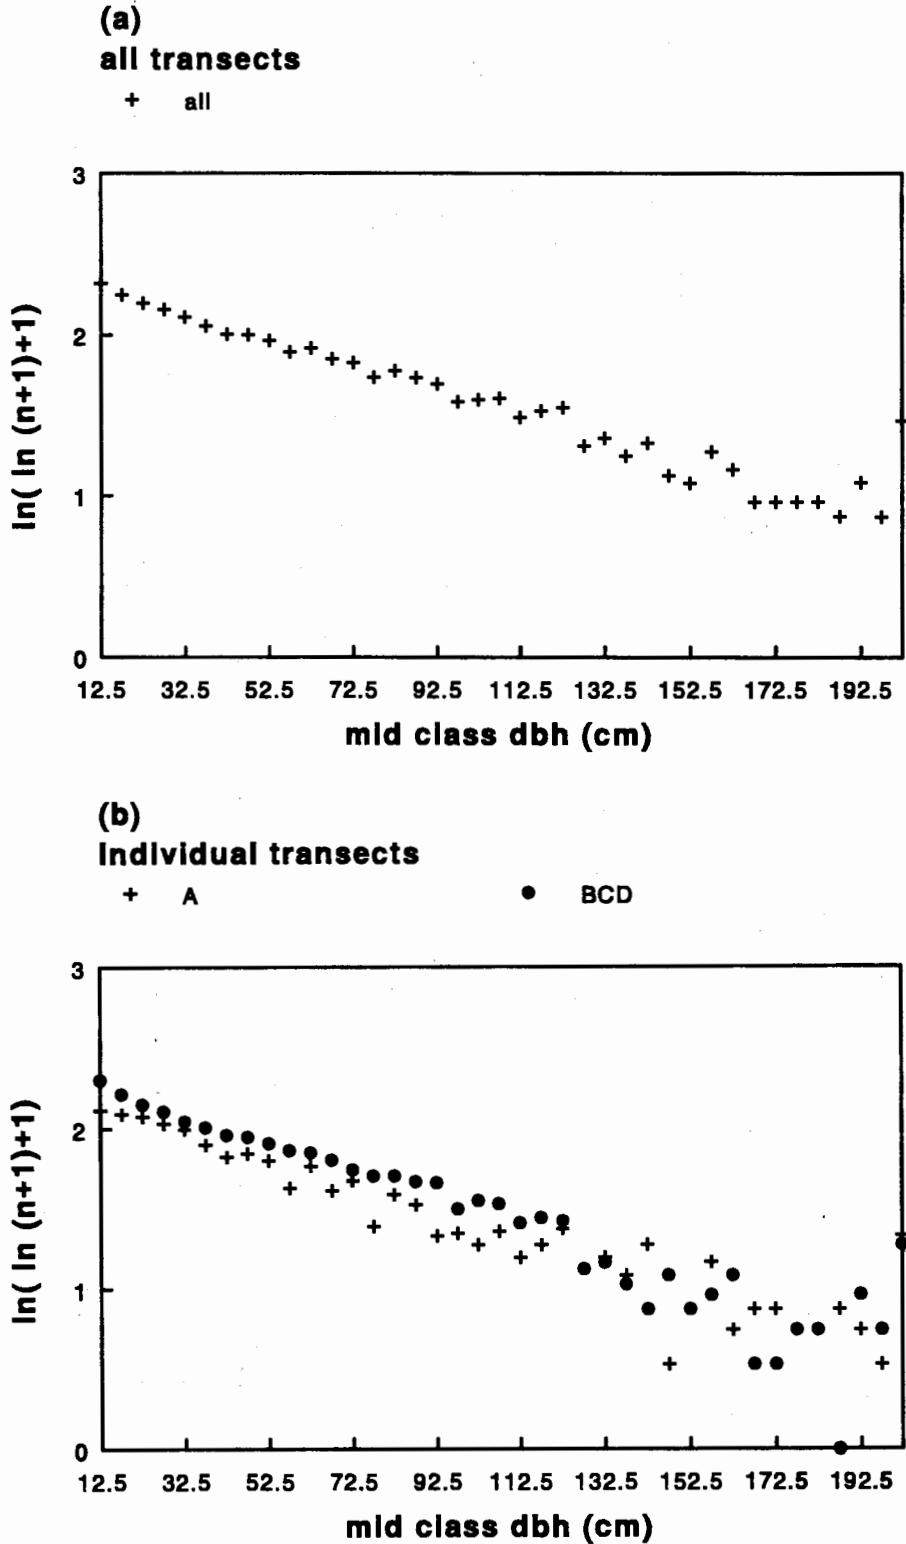 (a)
all transects
+ all
3
2
1
0
ln( ln (n+1)+1)
12.5 32.5 52.5 72.5 92.5 112.5 132.5 152.5 172.5 192.5
mid class dbh (cm)
(b)
Individual transects
+ A ● BCD
3
2
1
0
ln( ln (n+1)+1)
12.5 32.5 52.5 72.5 92.5 112.5 132.5 152.5 172.5 192.5
mid class dbh (cm)